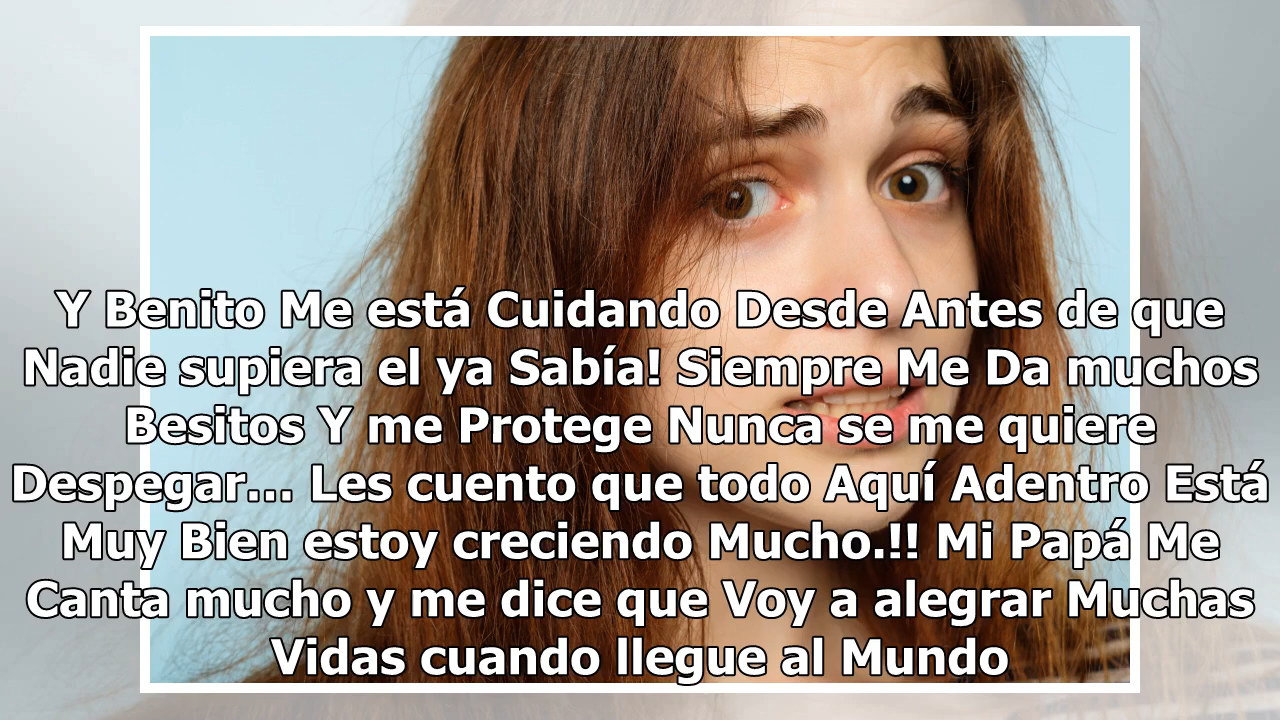 Y Benito Me está Cuidando Desde Antes de que
Nadie supiera el ya Sabía! Siempre Me Da muchos
Besitos Y me Protege Nunca se me quiere
Despegar... Les cuento que todo Aquí Adentro Está
Muy Bien estoy creciendo Mucho.!! Mi Papá Me
Canta mucho y me dice que Voy a alegrar Muchas
Vidas cuando llegue al Mundo